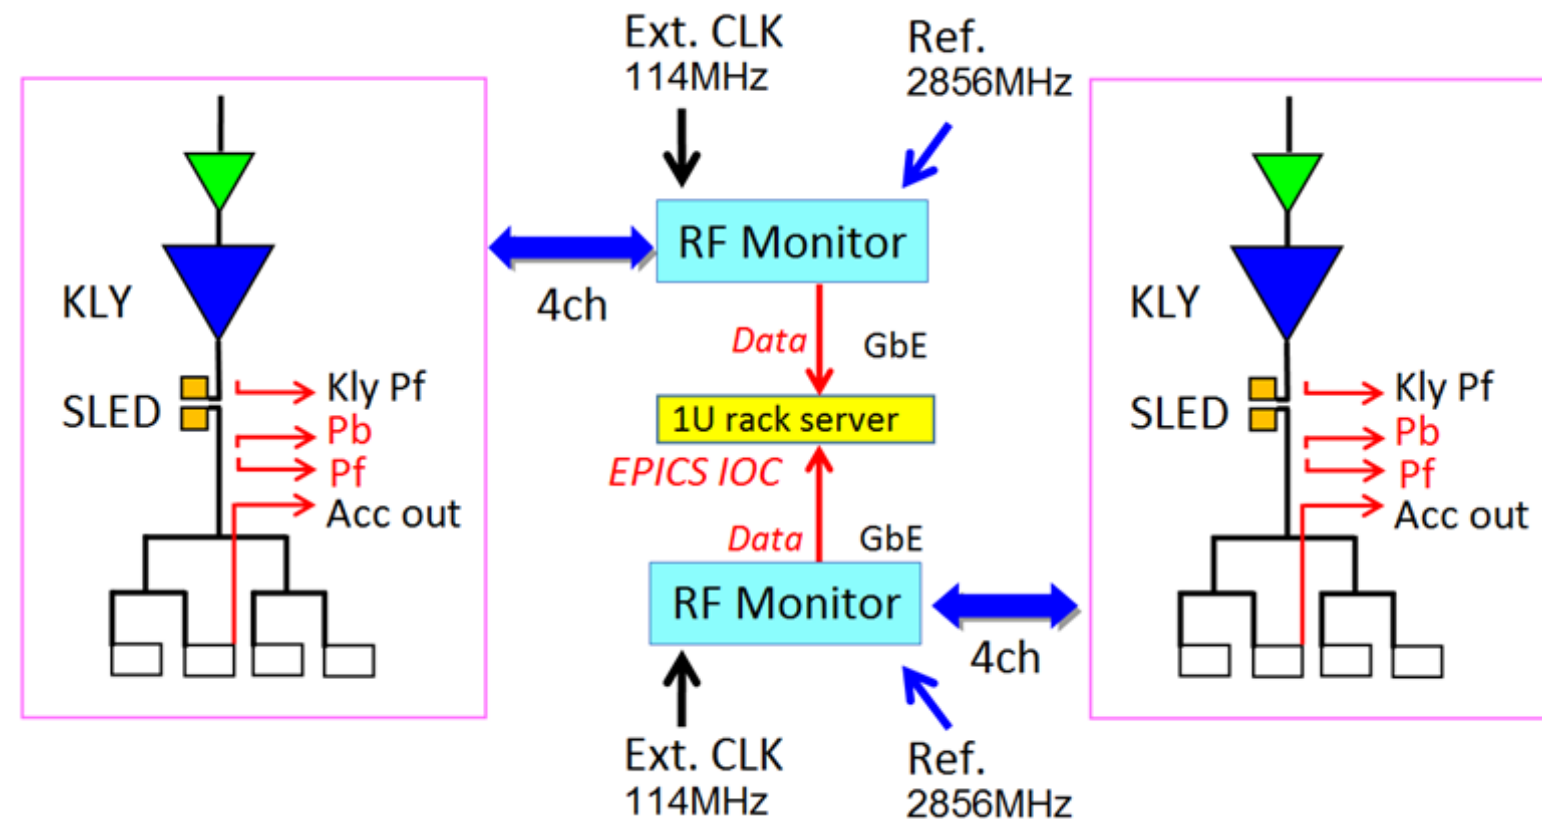 Ext. CLK
114MHz
Ref.
2856MHz
KLY
SLED
Kly Pf
Pb
Pf
Acc out
4ch
RF Monitor
Data
GbE
1U rack server
EPICS IOC
Data
GbE
RF Monitor
4ch
Ext. CLK
114MHz
Ref.
2856MHz
KLY
SLED
Kly Pf
Pb
Pf
Acc out